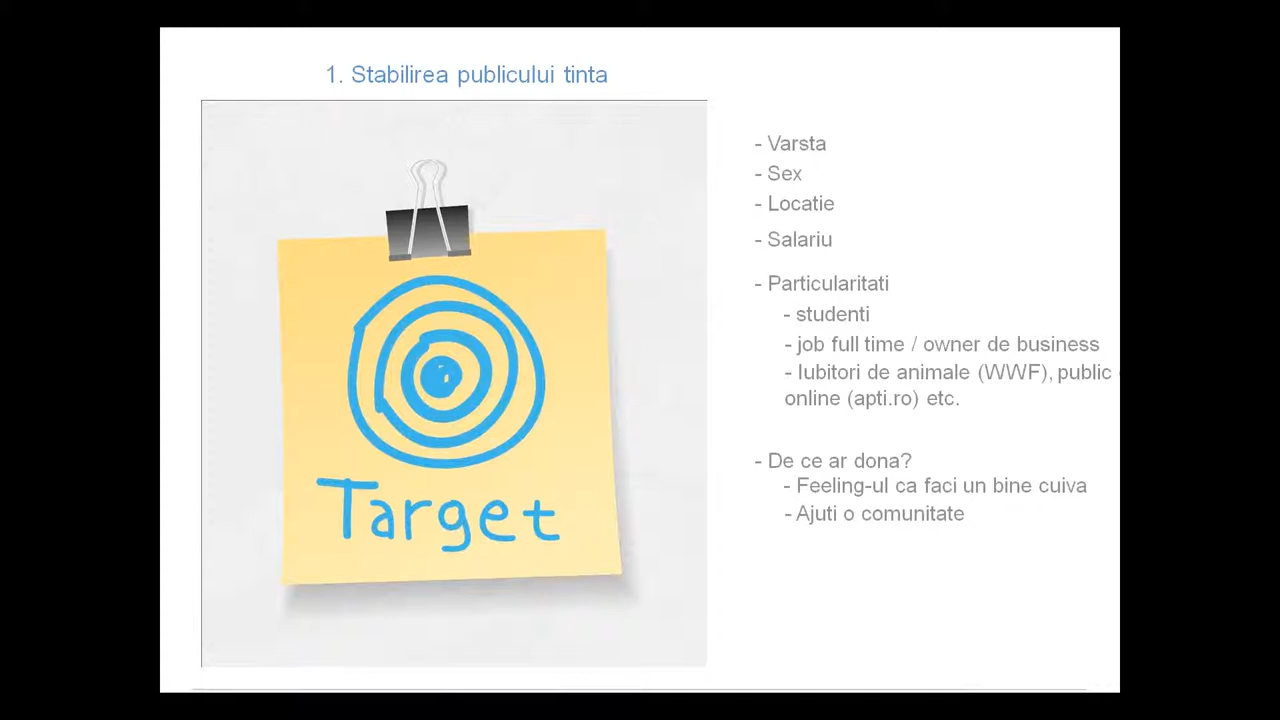 1. Stabilirea publicului tinta
Target
- Varsta
- Sex
- Locatie
- Salariu
- Particularitati
- studenti
- job full time / owner de business
- Iubitori de animale (WWF), public
online (apti.ro) etc.
- De ce ar dona?
- Feeling-ul ca faci un bine cuiva
- Ajuti o comunitate